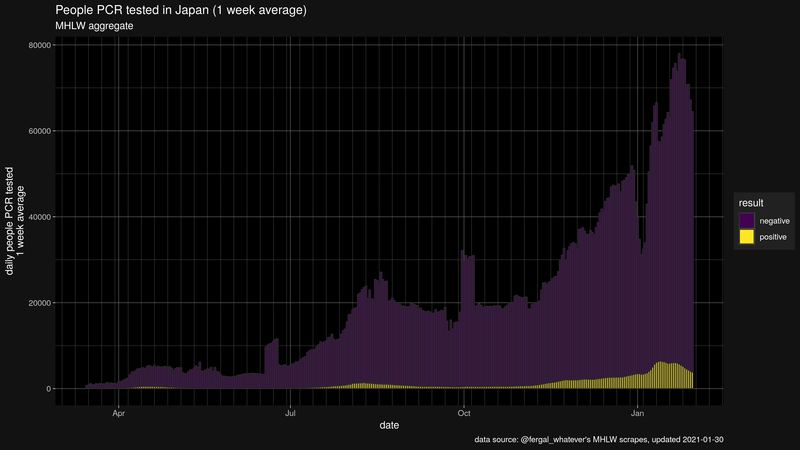 People PCR tested in Japan (1 week average)
MHLW aggregate
80000
60000
40000
20000
0
daily people PCR tested
1 week average
Apr
Jul
Oct
Jan
date
result
negative
positive
data source: @fergal_whatever's MHLW scrapes, updated 2021-01-30